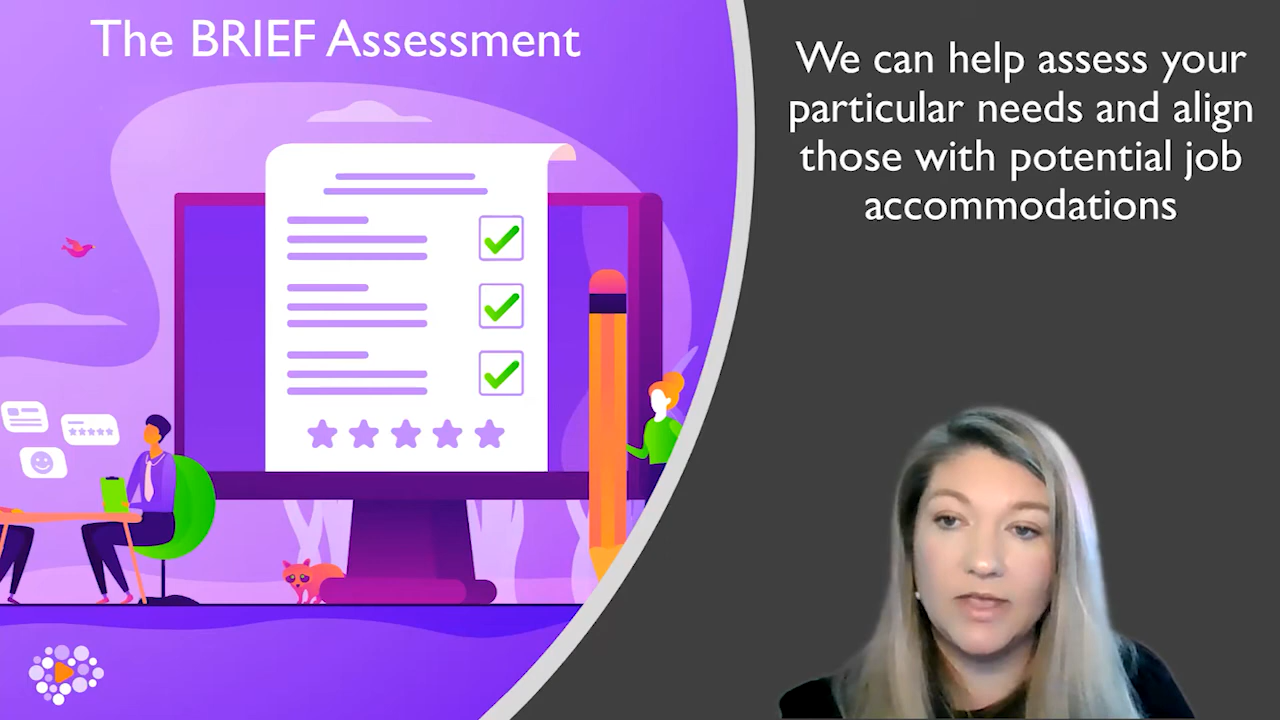 The BRIEF Assessment
We can help assess your
particular needs and align
those with potential job
accommodations